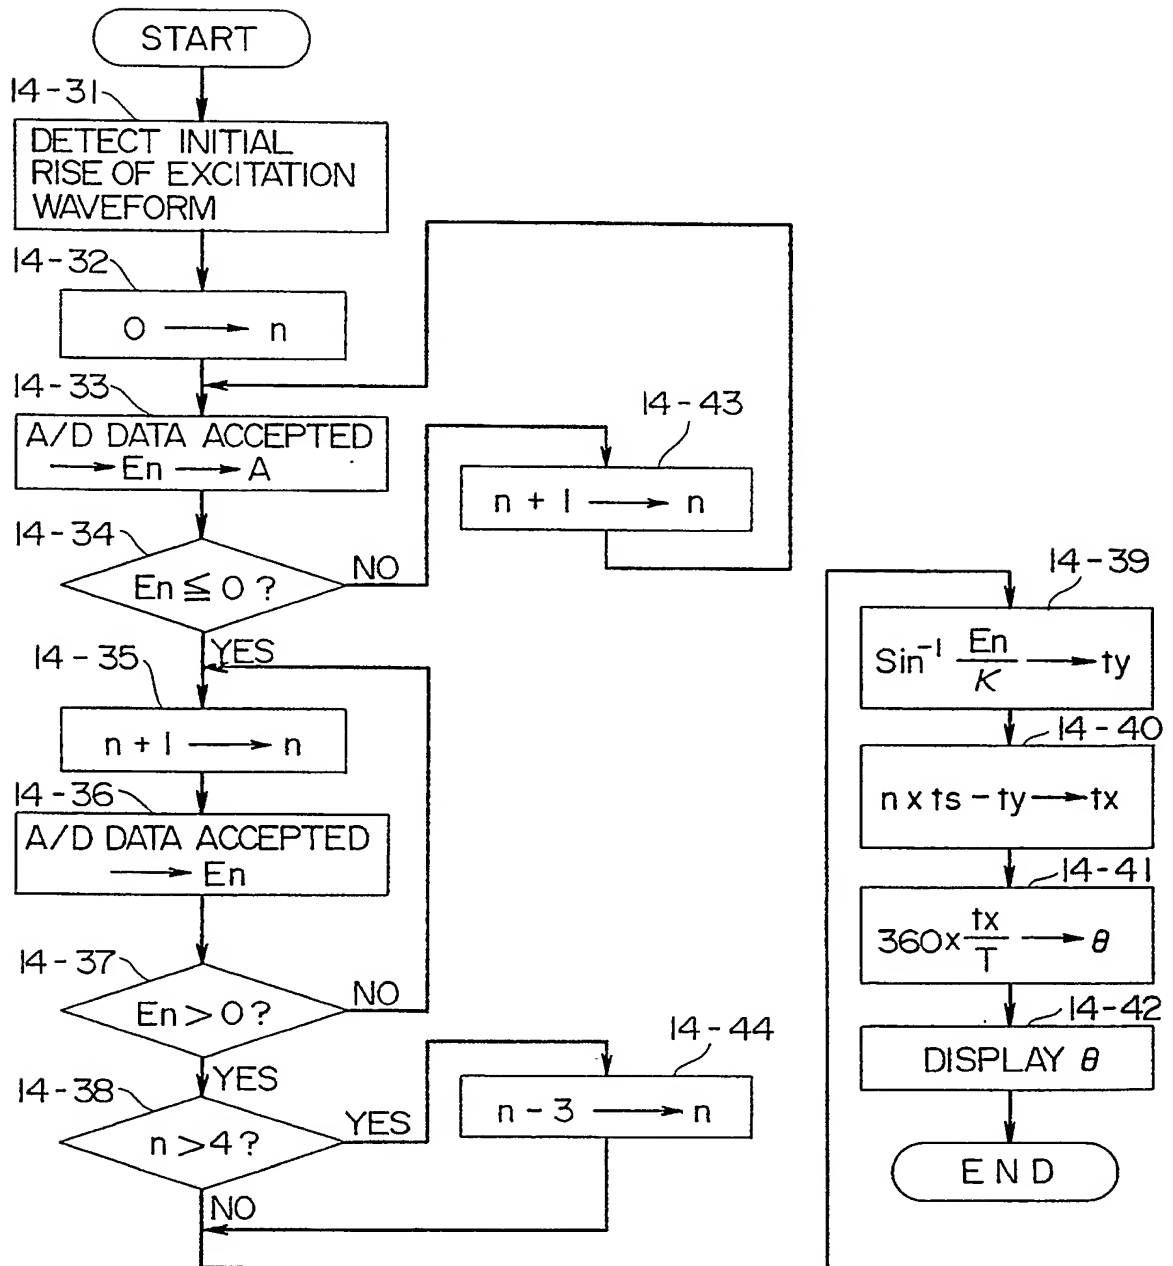 START
14-31
DETECT INITIAL
RISE OF EXCITATION
WAVEFORM
14-32
0 → n
14-33
A/D DATA ACCEPTED
→ En → A
14-34
En ≦ 0 ?
NO
14-43
n + 1 → n
YES
14-35
n + 1 → n
14-36
A/D DATA ACCEPTED
→ En
14-37
En > 0 ?
NO
YES
14-38
n > 4 ?
YES
14-44
n - 3 → n
NO
14-39
Sin⁻¹ En/K → ty
14-40
n x ts - ty → tx
14-41
360 x tx/T → θ
14-42
DISPLAY θ
END